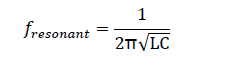 f_resonant = 1 / (2π√LC)